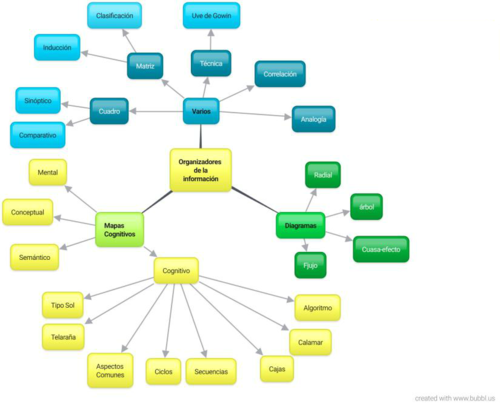 Clasificación
Uve de Gowin
Inducción
Matriz
Técnica
Correlación
Sinóptico
Cuadro
Varios
Analogía
Comparativo
Organizadores
de la
información
Mental
Radial
Conceptual
árbol
Mapas
Cognitivos
Diagramas
Cuasa-efecto
Semántico
Fjujo
Cognitivo
Tipo Sol
Algoritmo
Telaraña
Calamar
Aspectos
Comunes
Ciclos
Secuencias
Cajas
created with www.bubbl.us